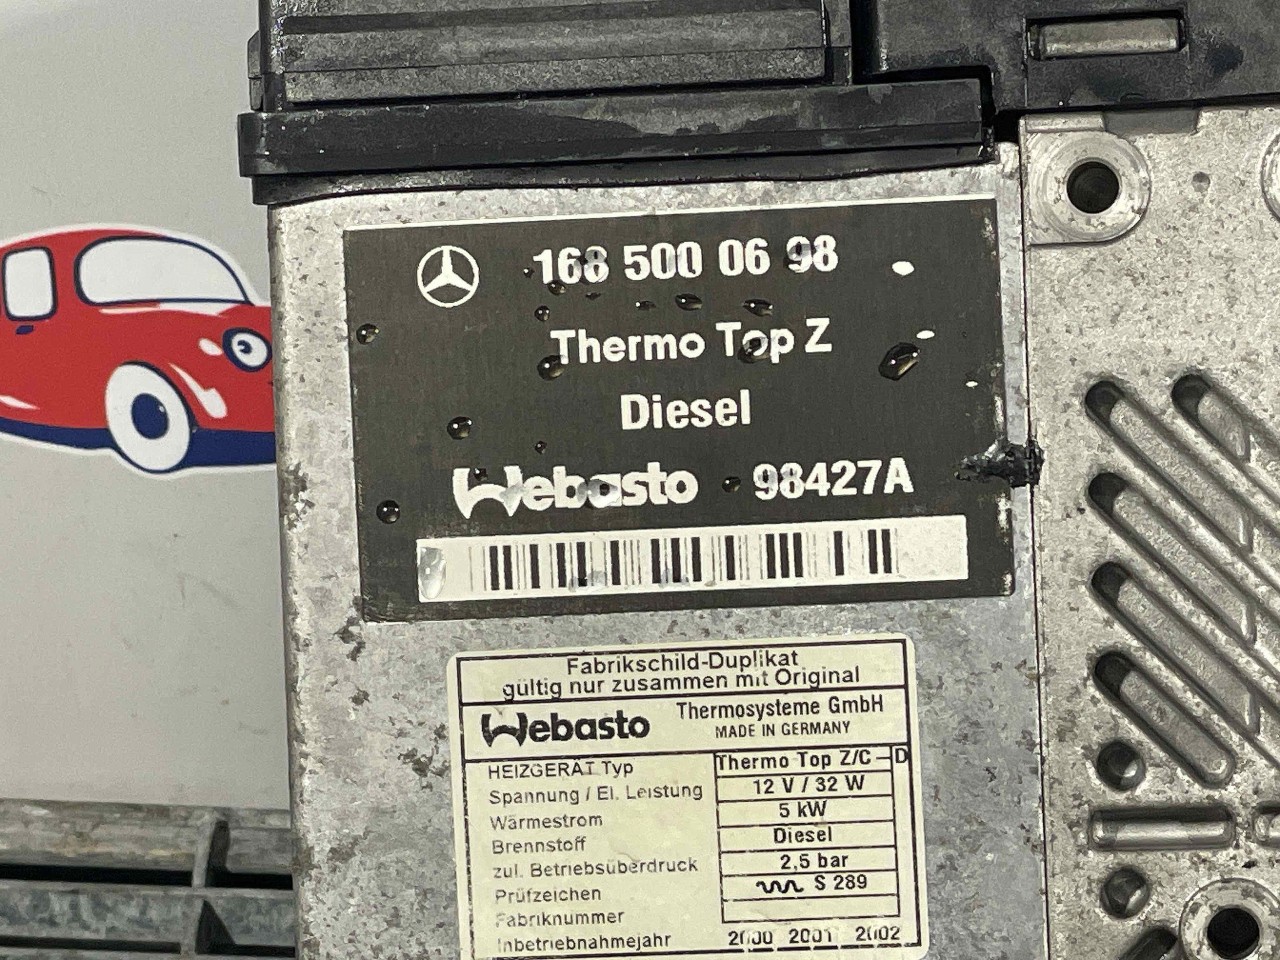 168 500 06 98
Thermo Top Z
Diesel
Webasto 98427A
Fabrikschild-Duplikat
gültig nur zusammen mit Original
Webasto Thermosysteme GmbH
MADE IN GERMANY
HEIZGERÄT Typ Thermo Top Z/C - D
Spannung / El. Leistung 12 V / 32 W
Wärmestrom 5 kW
Brennstoff Diesel
zul. Betriebsüberdruck 2,5 bar
Prüfzeichen S 289
Fabriknummer
Inbetriebnahmejahr 2000 2001 2002